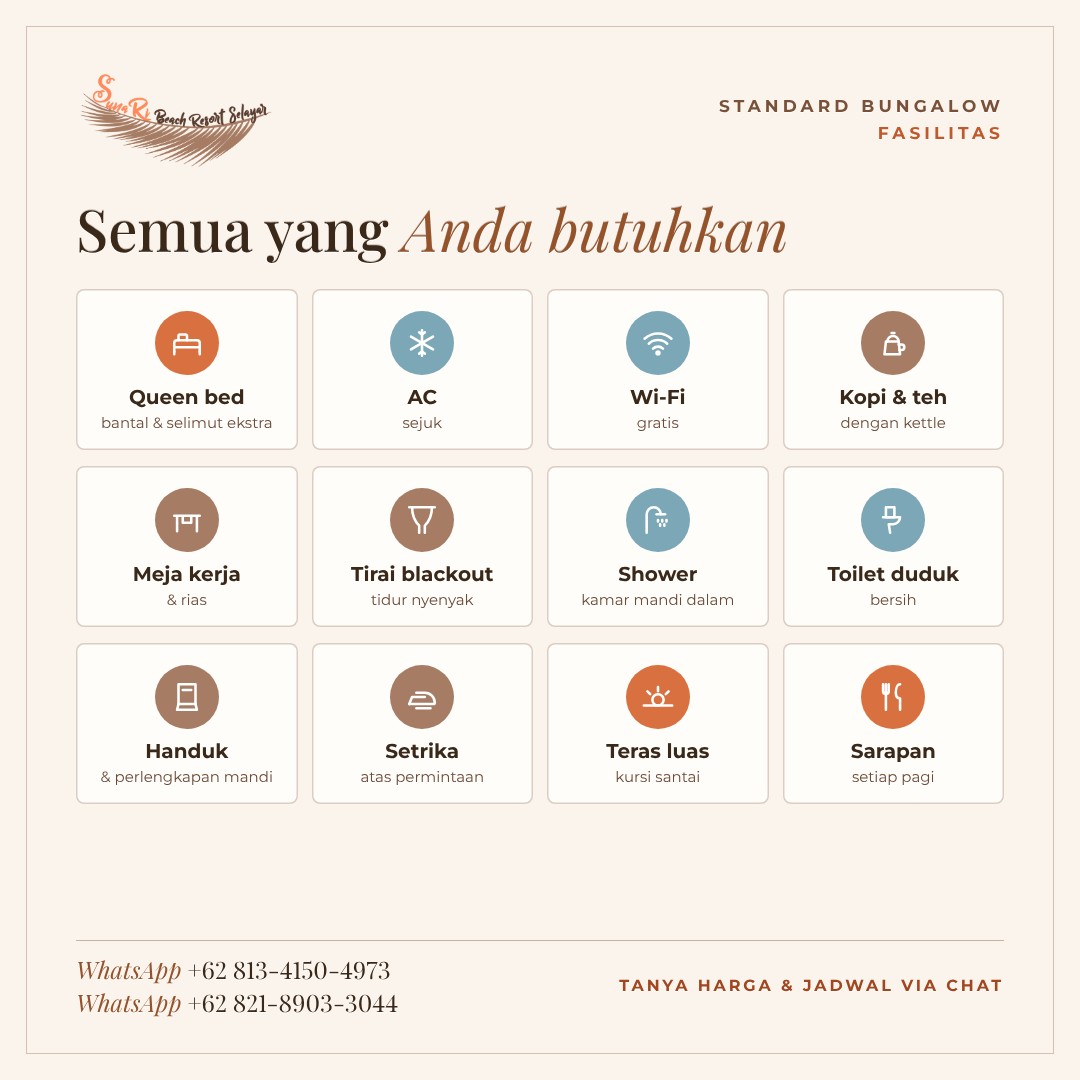 SunaRi Beach Resort Selayar
STANDARD BUNGALOW
FASILITAS
Semua yang Anda butuhkan
Queen bed
bantal & selimut ekstra
AC
sejuk
Wi-Fi
gratis
Kopi & teh
dengan kettle
Meja kerja
& rias
Tirai blackout
tidur nyenyak
Shower
kamar mandi dalam
Toilet duduk
bersih
Handuk
& perlengkapan mandi
Setrika
atas permintaan
Teras luas
kursi santai
Sarapan
setiap pagi
WhatsApp +62 813-4150-4973
WhatsApp +62 821-8903-3044
TANYA HARGA & JADWAL VIA CHAT